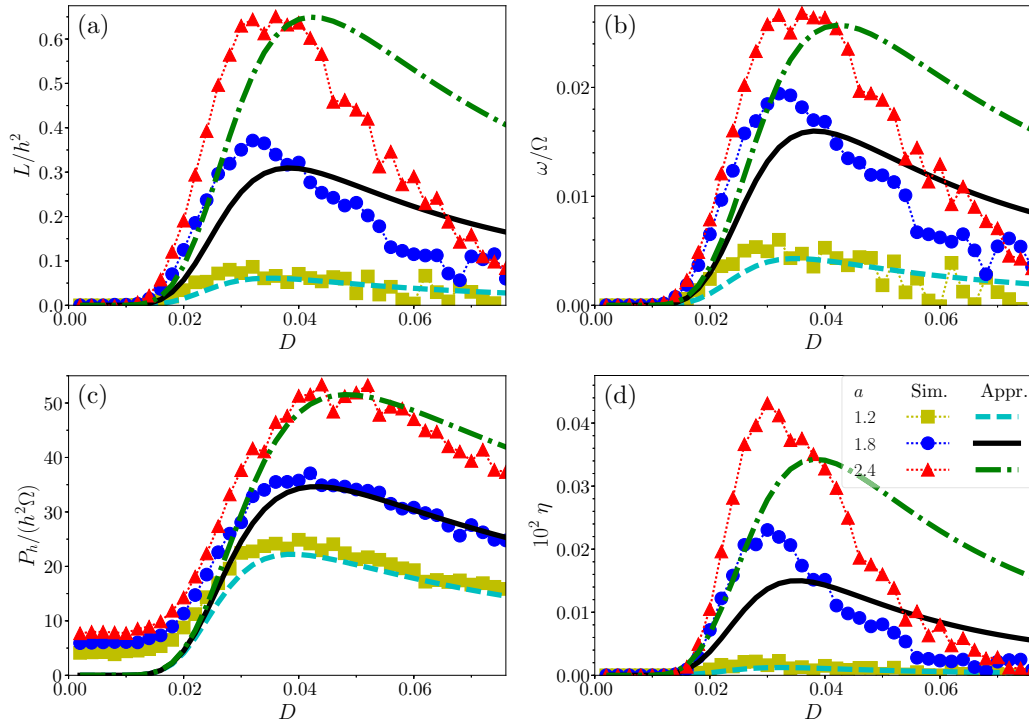 (a)
L/h²
0.6
0.5
0.4
0.3
0.2
0.1
0.0
0.00 0.02 0.04 0.06
D
(b)
ω/Ω
0.02
0.01
0.00
0.00 0.02 0.04 0.06
D
(c)
P_h/(h²Ω)
50
40
30
20
10
0
0.00 0.02 0.04 0.06
D
(d)
10² η
0.04
0.03
0.02
0.01
0.00
0.00 0.02 0.04 0.06
D
a Sim. Appr.
1.2
1.8
2.4